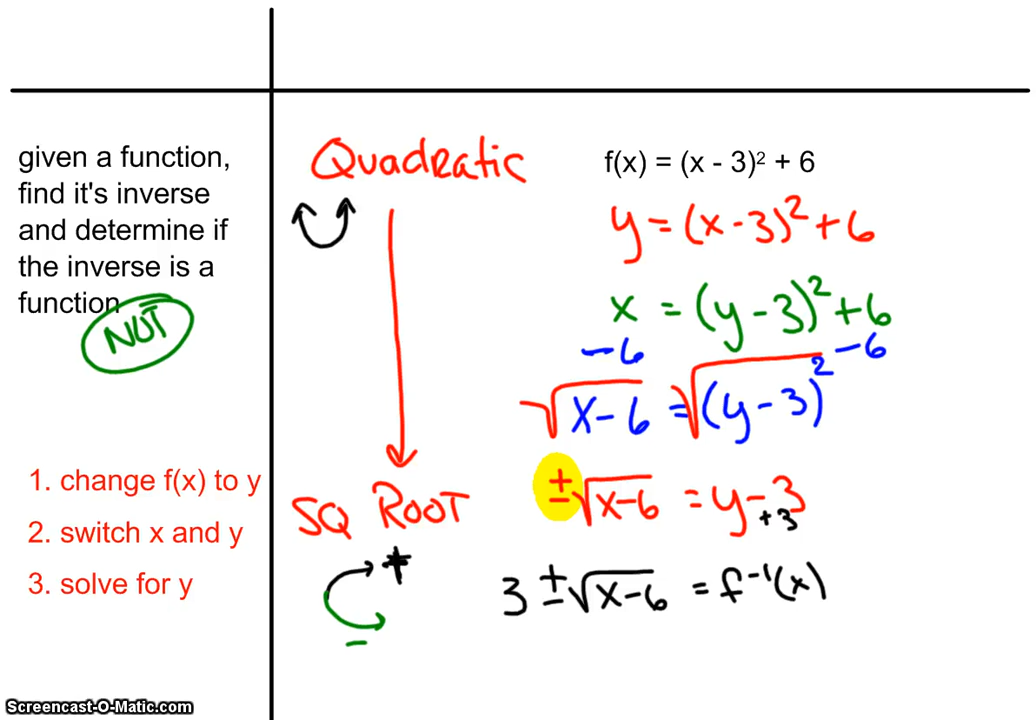 given a function,
find it's inverse
and determine if
the inverse is a
function
NOT
1. change f(x) to y
2. switch x and y
3. solve for y
Quadratic
SQ ROOT
+
−
f(x) = (x - 3)² + 6
y = (x - 3)² + 6
x = (y - 3)² + 6
-6 -6
√x-6 = √(y-3)²
±√x-6 = y-3
+3
3 ±√x-6 = f⁻¹(x)
Screencast-O-Matic.com